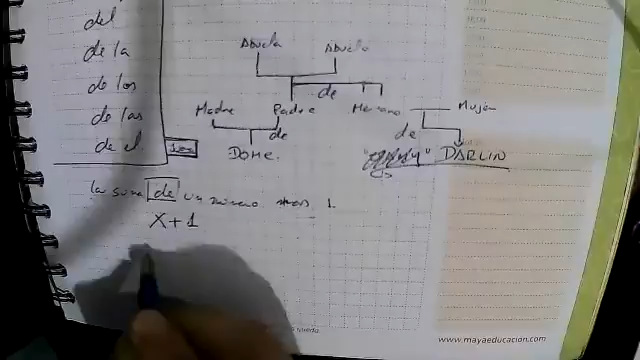 del
de la
de los
de las
de el
Abuela Abuelo
de
Madre Padre Hermano Mujer
de de
DOME. DARLIN
la suma de un número más 1.
X+1
www.mayaeducacion.com